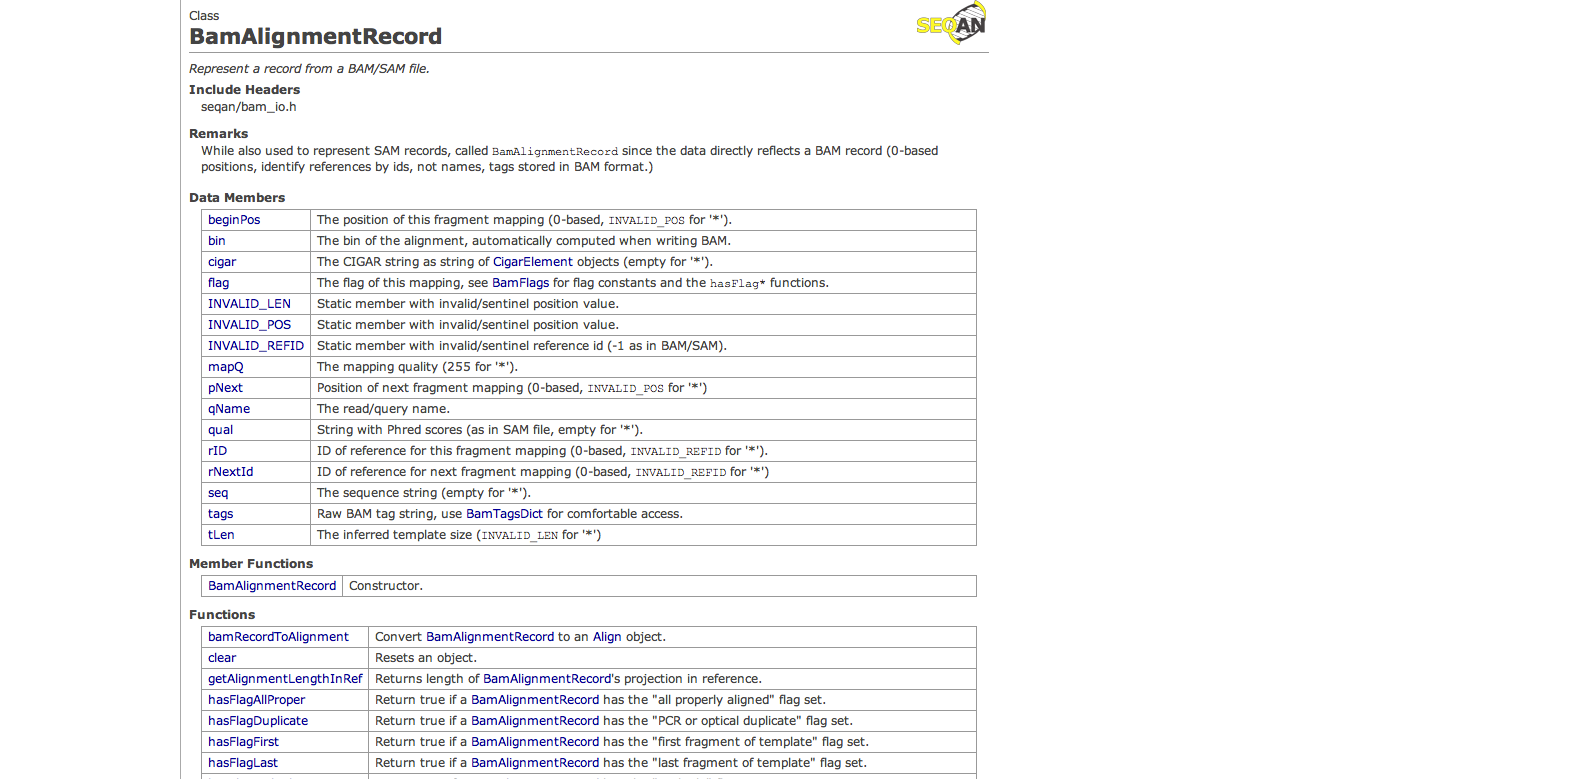 Class
SEQAN
BamAlignmentRecord
Represent a record from a BAM/SAM file.
Include Headers
seqan/bam_io.h
Remarks
While also used to represent SAM records, called BamAlignmentRecord since the data directly reflects a BAM record (0-based
positions, identify references by ids, not names, tags stored in BAM format.)
Data Members
beginPos The position of this fragment mapping (0-based, INVALID_POS for '*').
bin The bin of the alignment, automatically computed when writing BAM.
cigar The CIGAR string as string of CigarElement objects (empty for '*').
flag The flag of this mapping, see BamFlags for flag constants and the hasFlag* functions.
INVALID_LEN Static member with invalid/sentinel position value.
INVALID_POS Static member with invalid/sentinel position value.
INVALID_REFID Static member with invalid/sentinel reference id (-1 as in BAM/SAM).
mapQ The mapping quality (255 for '*').
pNext Position of next fragment mapping (0-based, INVALID_POS for '*')
qName The read/query name.
qual String with Phred scores (as in SAM file, empty for '*').
rID ID of reference for this fragment mapping (0-based, INVALID_REFID for '*').
rNextId ID of reference for next fragment mapping (0-based, INVALID_REFID for '*')
seq The sequence string (empty for '*').
tags Raw BAM tag string, use BamTagsDict for comfortable access.
tLen The inferred template size (INVALID_LEN for '*')
Member Functions
BamAlignmentRecord Constructor.
Functions
bamRecordToAlignment Convert BamAlignmentRecord to an Align object.
clear Resets an object.
getAlignmentLengthInRef Returns length of BamAlignmentRecord's projection in reference.
hasFlagAllProper Return true if a BamAlignmentRecord has the "all properly aligned" flag set.
hasFlagDuplicate Return true if a BamAlignmentRecord has the "PCR or optical duplicate" flag set.
hasFlagFirst Return true if a BamAlignmentRecord has the "first fragment of template" flag set.
hasFlagLast Return true if a BamAlignmentRecord has the "last fragment of template" flag set.